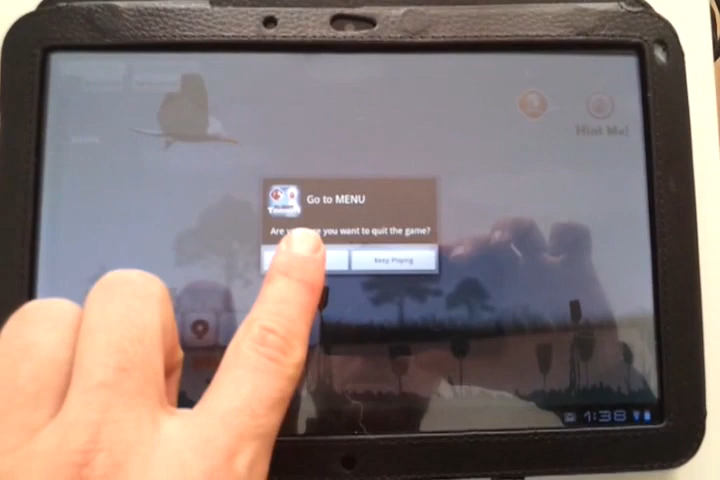 Hint Me!
Go to MENU
Are you sure you want to quit the game?
Keep Playing
1:38